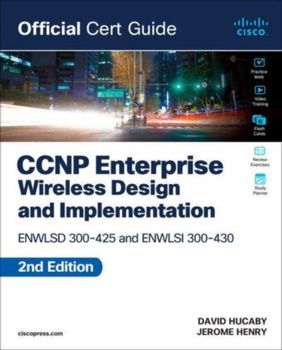 Official Cert Guide
CISCO
Practice
tests
Video
Training
Flash
Cards
Review
Exercises
Study
Planner
CCNP Enterprise
Wireless Design
and Implementation
ENWLSD 300-425 and ENWLSI 300-430
2nd Edition
DAVID HUCABY
JEROME HENRY
ciscopress.com